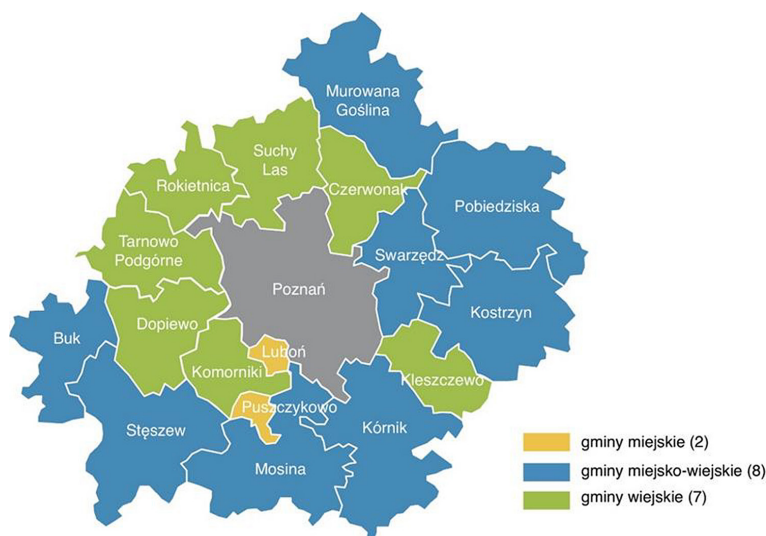 Murowana
Goślina
Suchy
Las
Rokietnica
Czerwonak
Pobiedziska
Tarnowo
Podgórne
Swarzędz
Poznań
Kostrzyn
Buk
Dopiewo
Luboń
Komorniki
Kleszczewo
Puszczykowo
Stęszew
Kórnik
Mosina
gminy miejskie (2)
gminy miejsko-wiejskie (8)
gminy wiejskie (7)